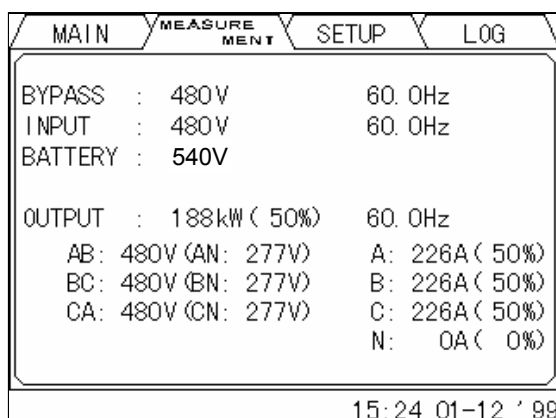 MAIN MEASUREMENT SETUP LOG
BYPASS : 480V 60.0Hz
INPUT : 480V 60.0Hz
BATTERY : 540V
OUTPUT : 188kW(50%) 60.0Hz
AB: 480V(AN: 277V) A: 226A(50%)
BC: 480V(BN: 277V) B: 226A(50%)
CA: 480V(CN: 277V) C: 226A(50%)
N: 0A( 0%)
15:24 01-12 '99